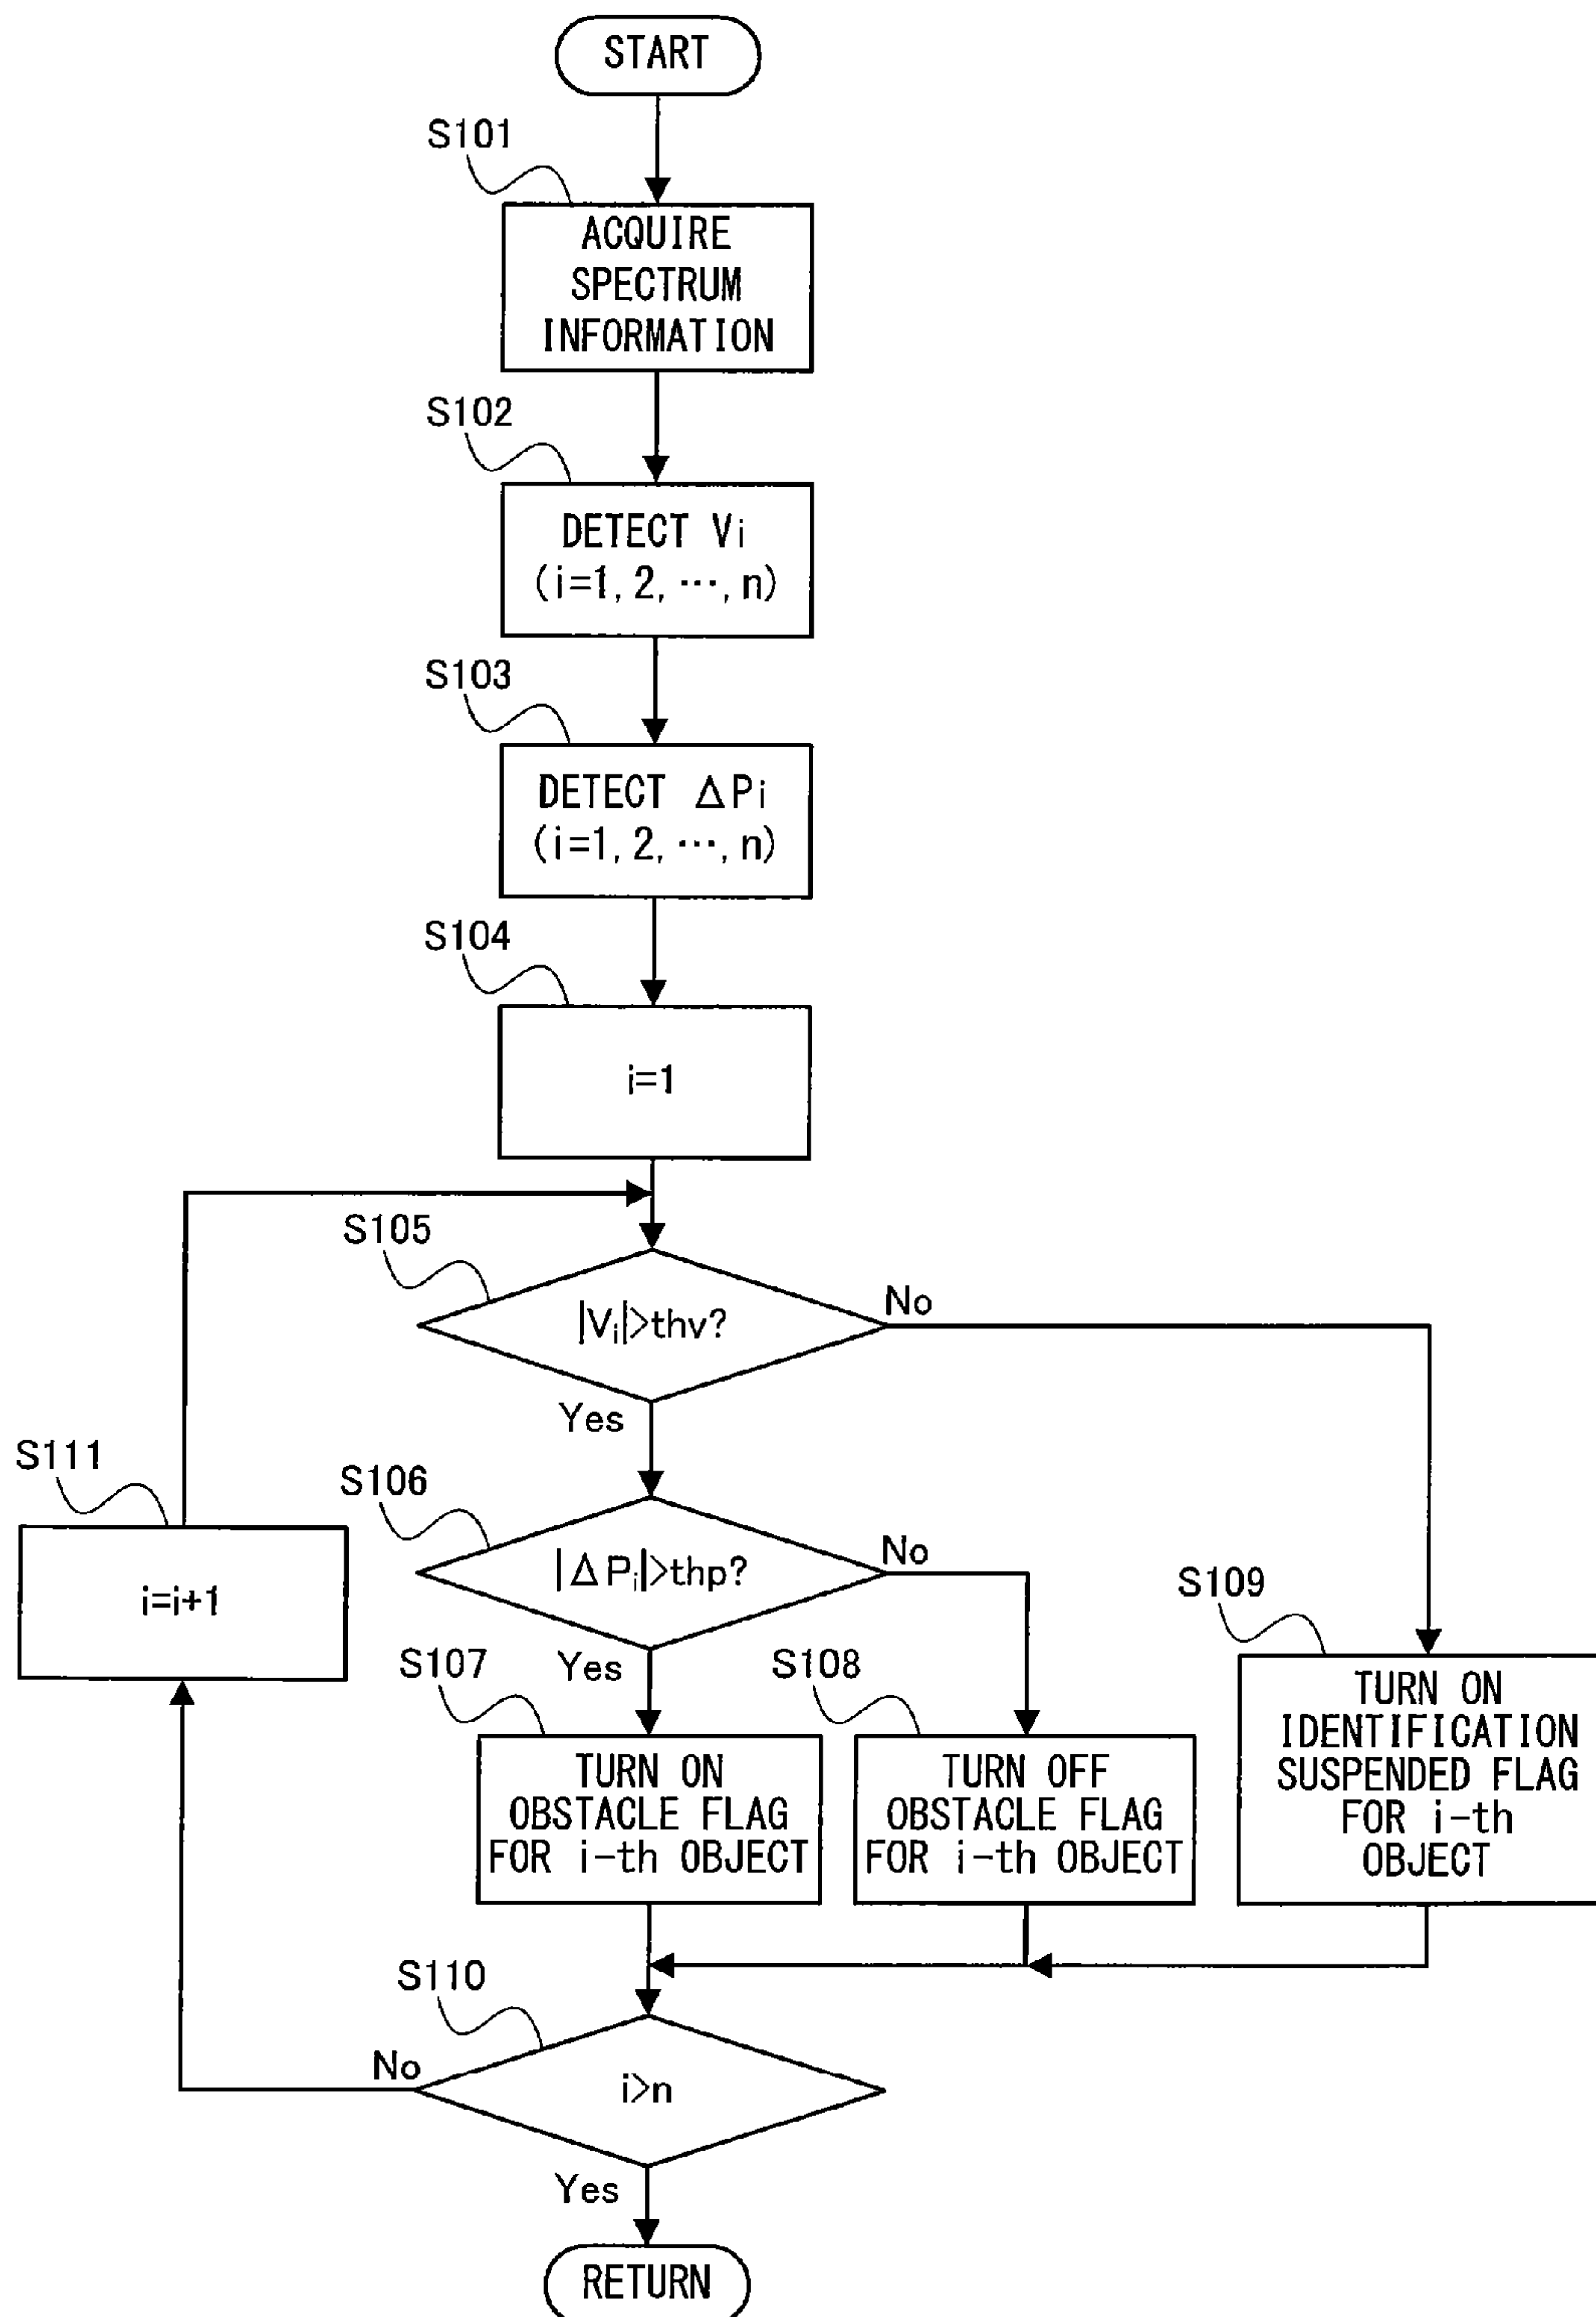 START
S101
ACQUIRE
SPECTRUM
INFORMATION
S102
DETECT Vi
(i=1, 2, ⋯, n)
S103
DETECT ΔPi
(i=1, 2, ⋯, n)
S104
i=1
S105
|Vi|>thv?
No
Yes
S111
i=i+1
S106
|ΔPi|>thp?
No
Yes
S107
TURN ON
OBSTACLE FLAG
FOR i-th OBJECT
S108
TURN OFF
OBSTACLE FLAG
FOR i-th OBJECT
S109
TURN ON
IDENTIFICATION
SUSPENDED FLAG
FOR i-th
OBJECT
S110
i>n
No
Yes
RETURN